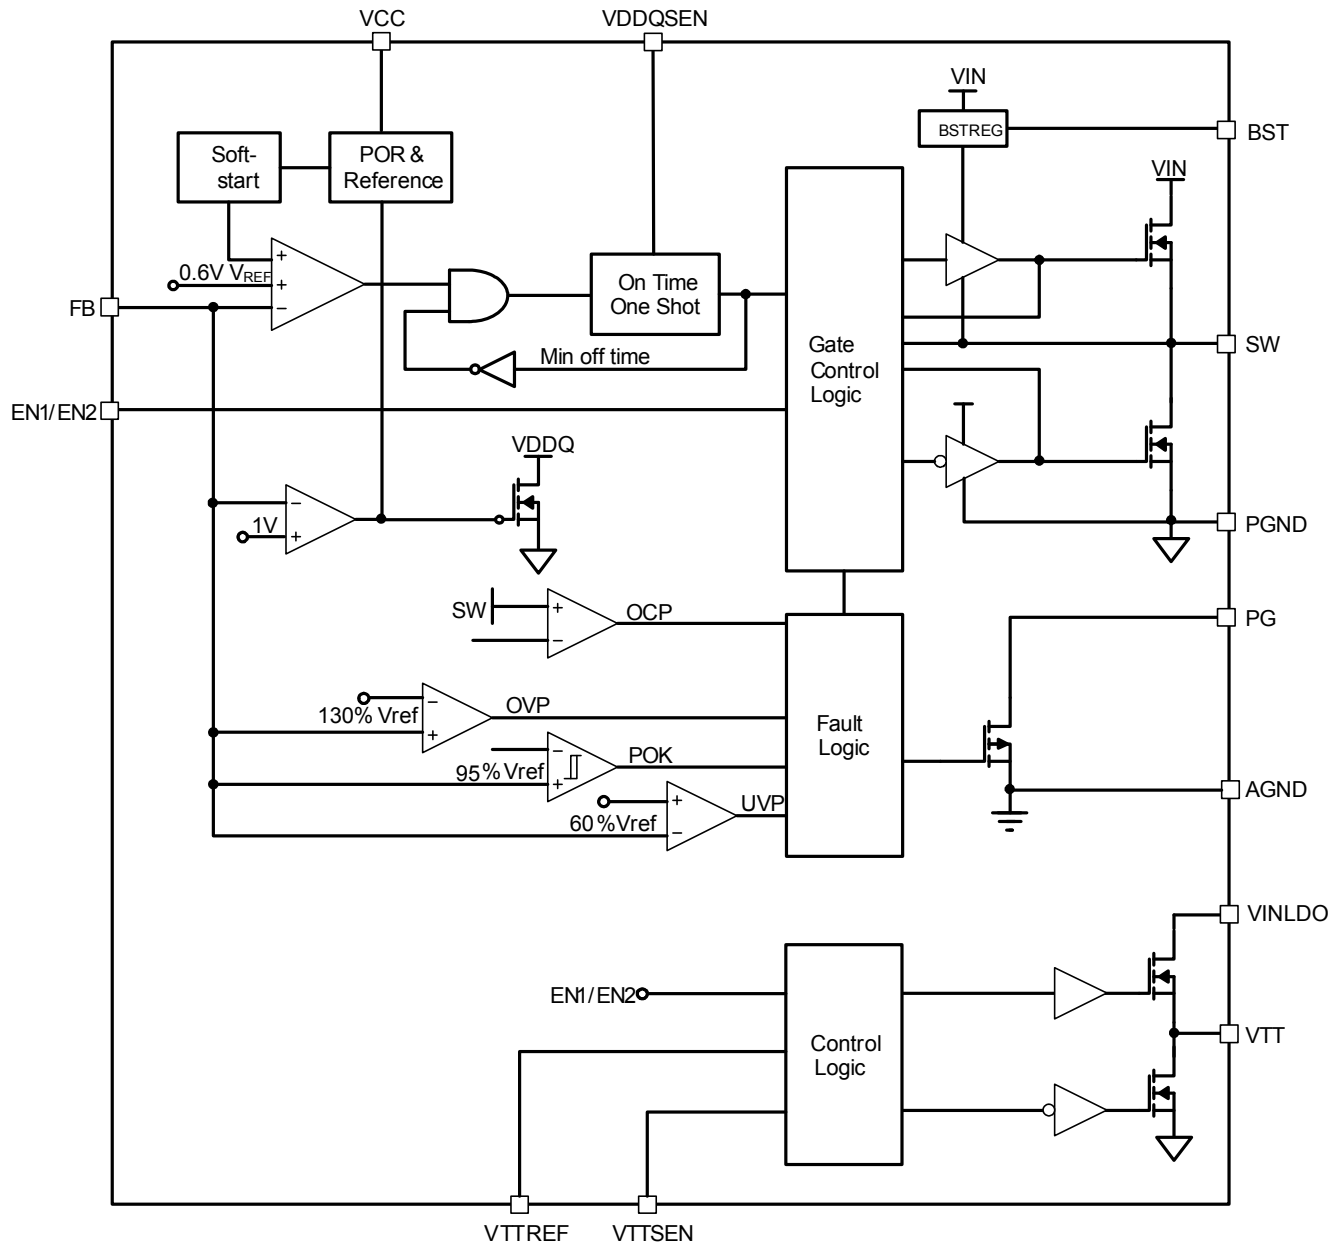 VCC
VDDQSEN
VIN
BSTREG
BST
Soft-
start
POR &
Reference
VIN
0.6V VREF
+
+
−
On Time
One Shot
FB
Min off time
Gate
Control
Logic
SW
EN1/EN2
VDDQ
−
1V
+
PGND
SW
+
−
OCP
PG
−
130% Vref
+
OVP
Fault
Logic
−
95% Vref
+
POK
+
60%Vref
−
UVP
AGND
VINLDO
EN1/EN2
Control
Logic
VTT
VTTREF
VTTSEN